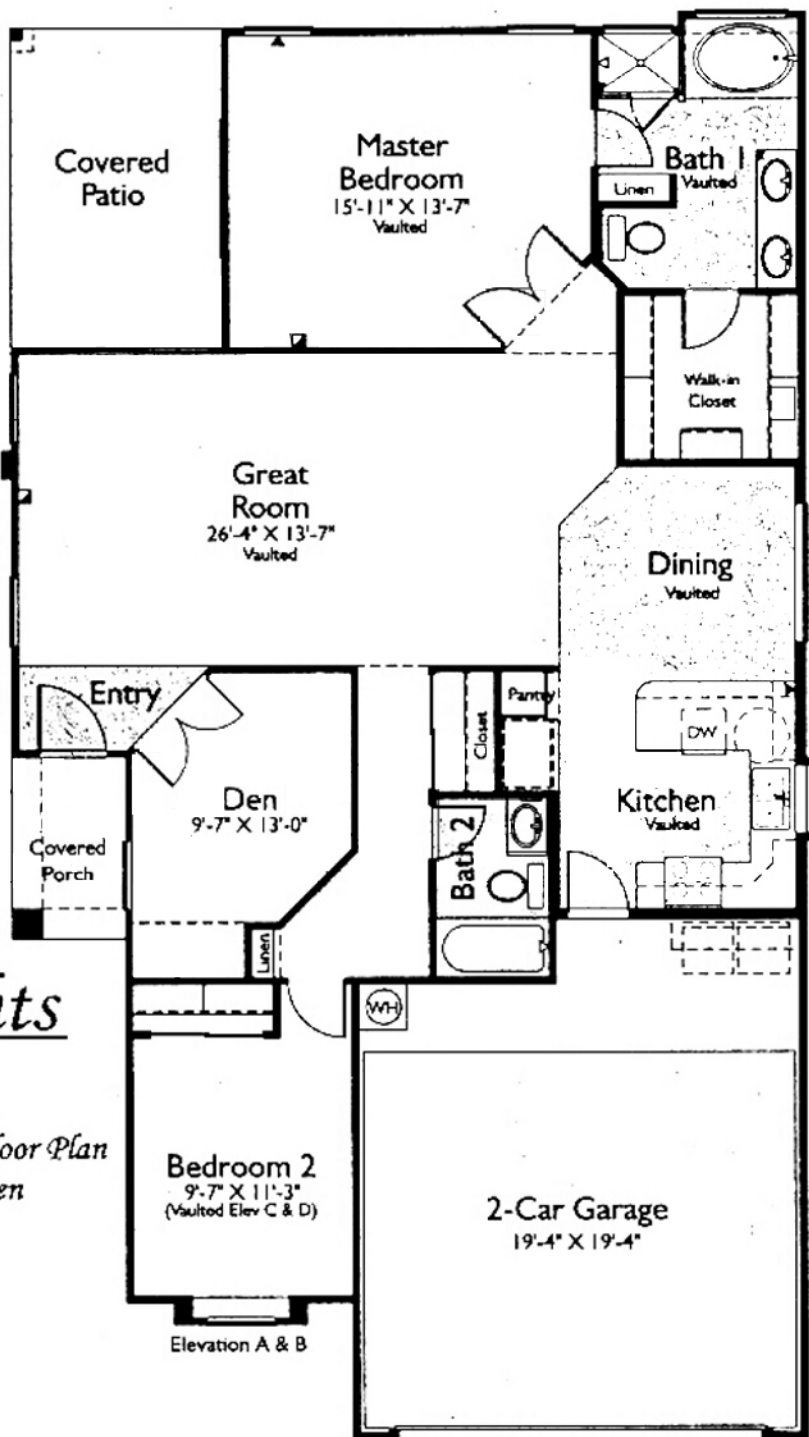 Covered
Patio
Master
Bedroom
15'-11" X 13'-7"
Vaulted
Bath 1
Vaulted
Linen
Walk-in
Closet
Great
Room
26'-4" X 13'-7"
Vaulted
Dining
Vaulted
Entry
Closet
Pantry
DW
Den
9'-7" X 13'-0"
Kitchen
Vaulted
Covered
Porch
Bath 2
Linen
WH
Bedroom 2
9'-7" X 11'-3"
(Vaulted Elev C & D)
2-Car Garage
19'-4" X 19'-4"
Elevation A & B
Plan